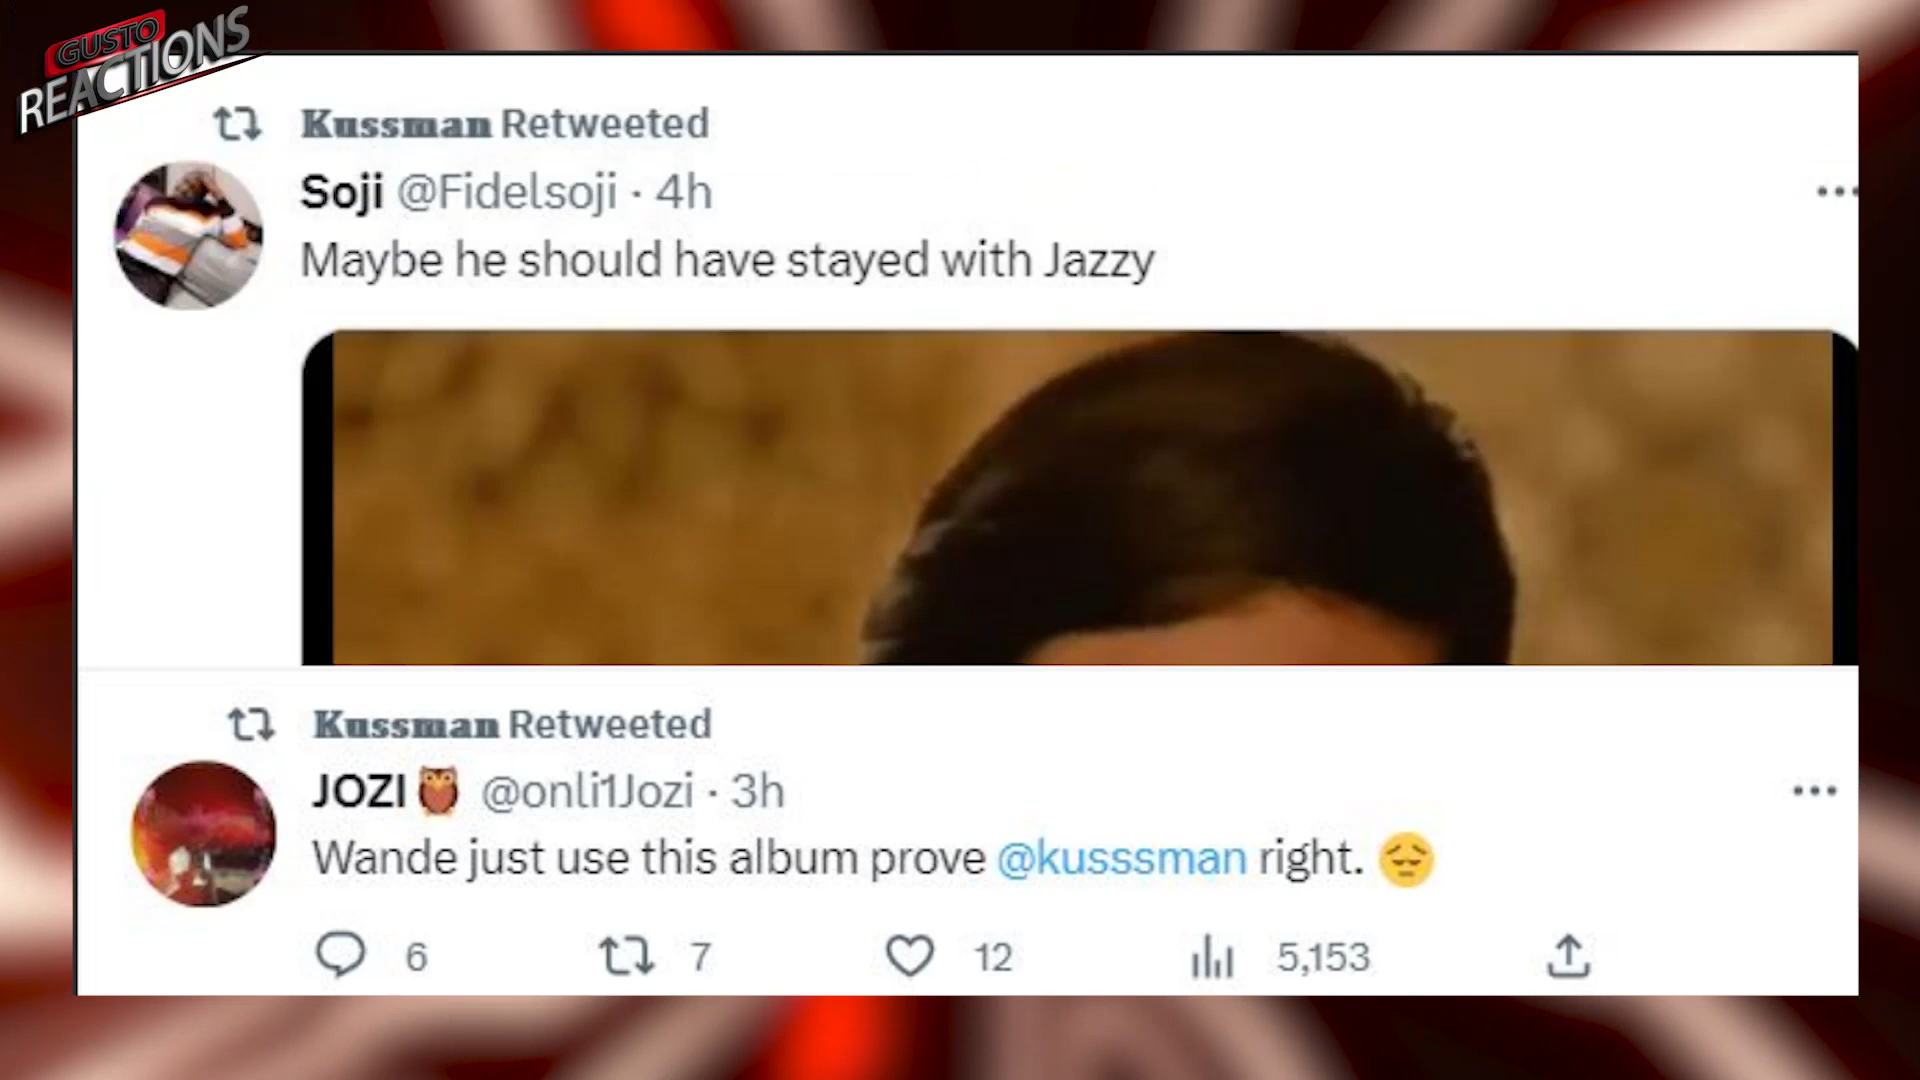 GUSTO
REACTIONS
Kussman Retweeted
Soji @Fidelsoji · 4h
Maybe he should have stayed with Jazzy
Kussman Retweeted
JOZI🦉 @onli1Jozi · 3h
Wande just use this album prove @kusssman right. 😔
6 7 12 5,153